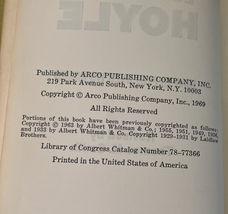 HOYLE
Published by ARCO PUBLISHING COMPANY, INC.
219 Park Avenue South, New York, N.Y. 10003
Copyright © Arco Publishing Company, Inc., 1969
All Rights Reserved
Portions of this book have been previously copyrighted as follows:
Copyright © 1963 by Albert Whitman & Co.; 1955, 1951, 1949, 1934,
and 1933 by Albert Whitman & Co. Copyright 1929-1931 by Laidlaw
Brothers.
Library of Congress Catalog Number 78-77366
Printed in the United States of America